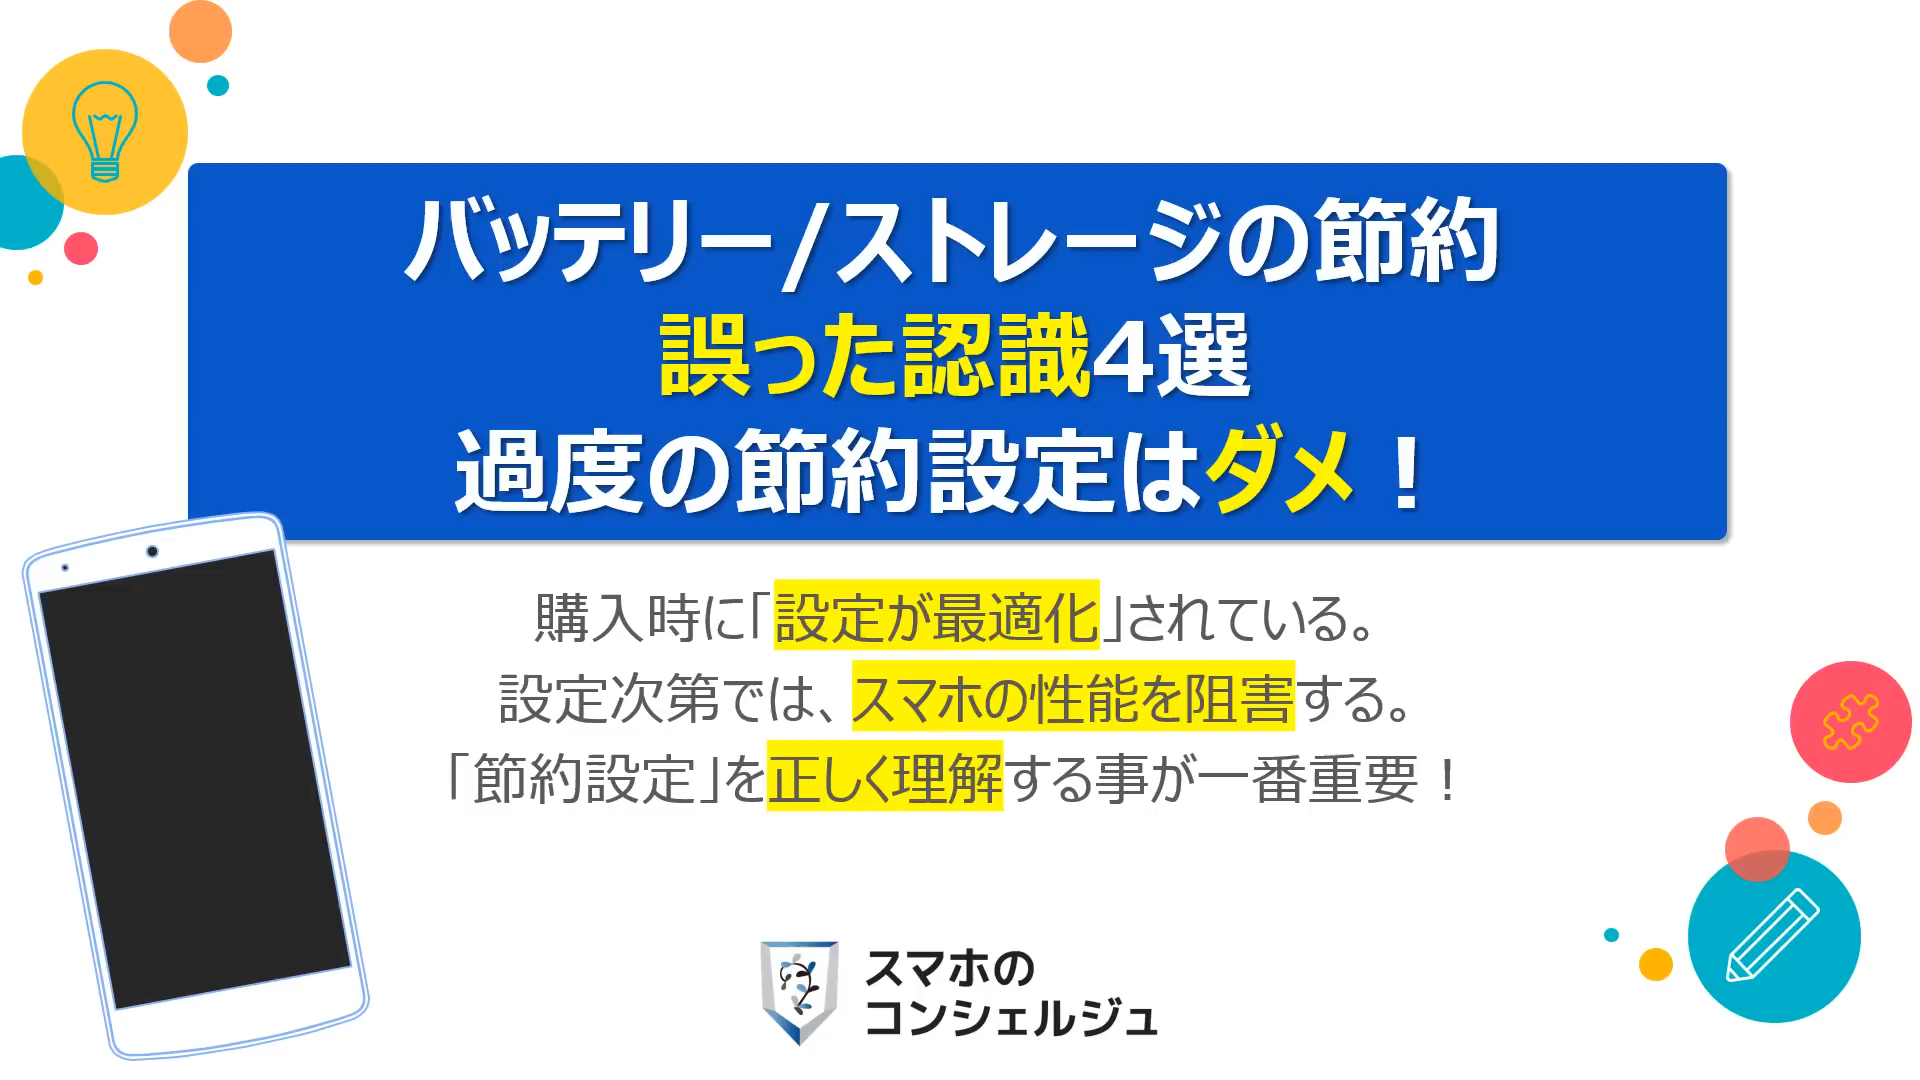 バッテリー/ストレージの節約
誤った認識4選
過度の節約設定はダメ！
購入時に「設定が最適化」されている。
設定次第では、スマホの性能を阻害する。
「節約設定」を正しく理解する事が一番重要！
スマホの
コンシェルジュ